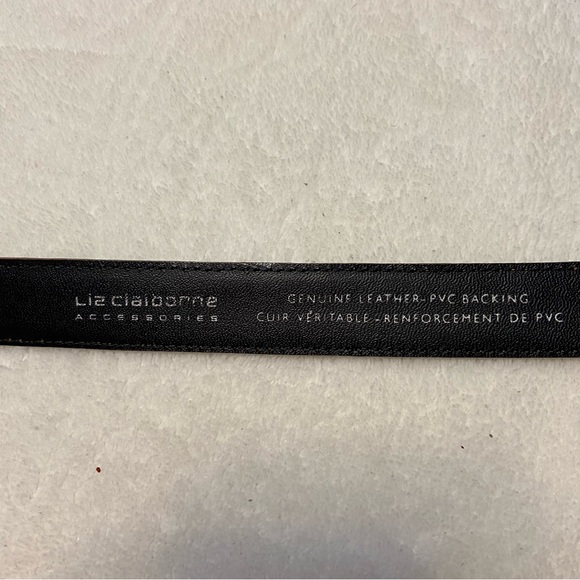 Liz claiborne
ACCESSORIES
GENUINE LEATHER-PVC BACKING
CUIR VÉRITABLE-RENFORCEMENT DE PVC